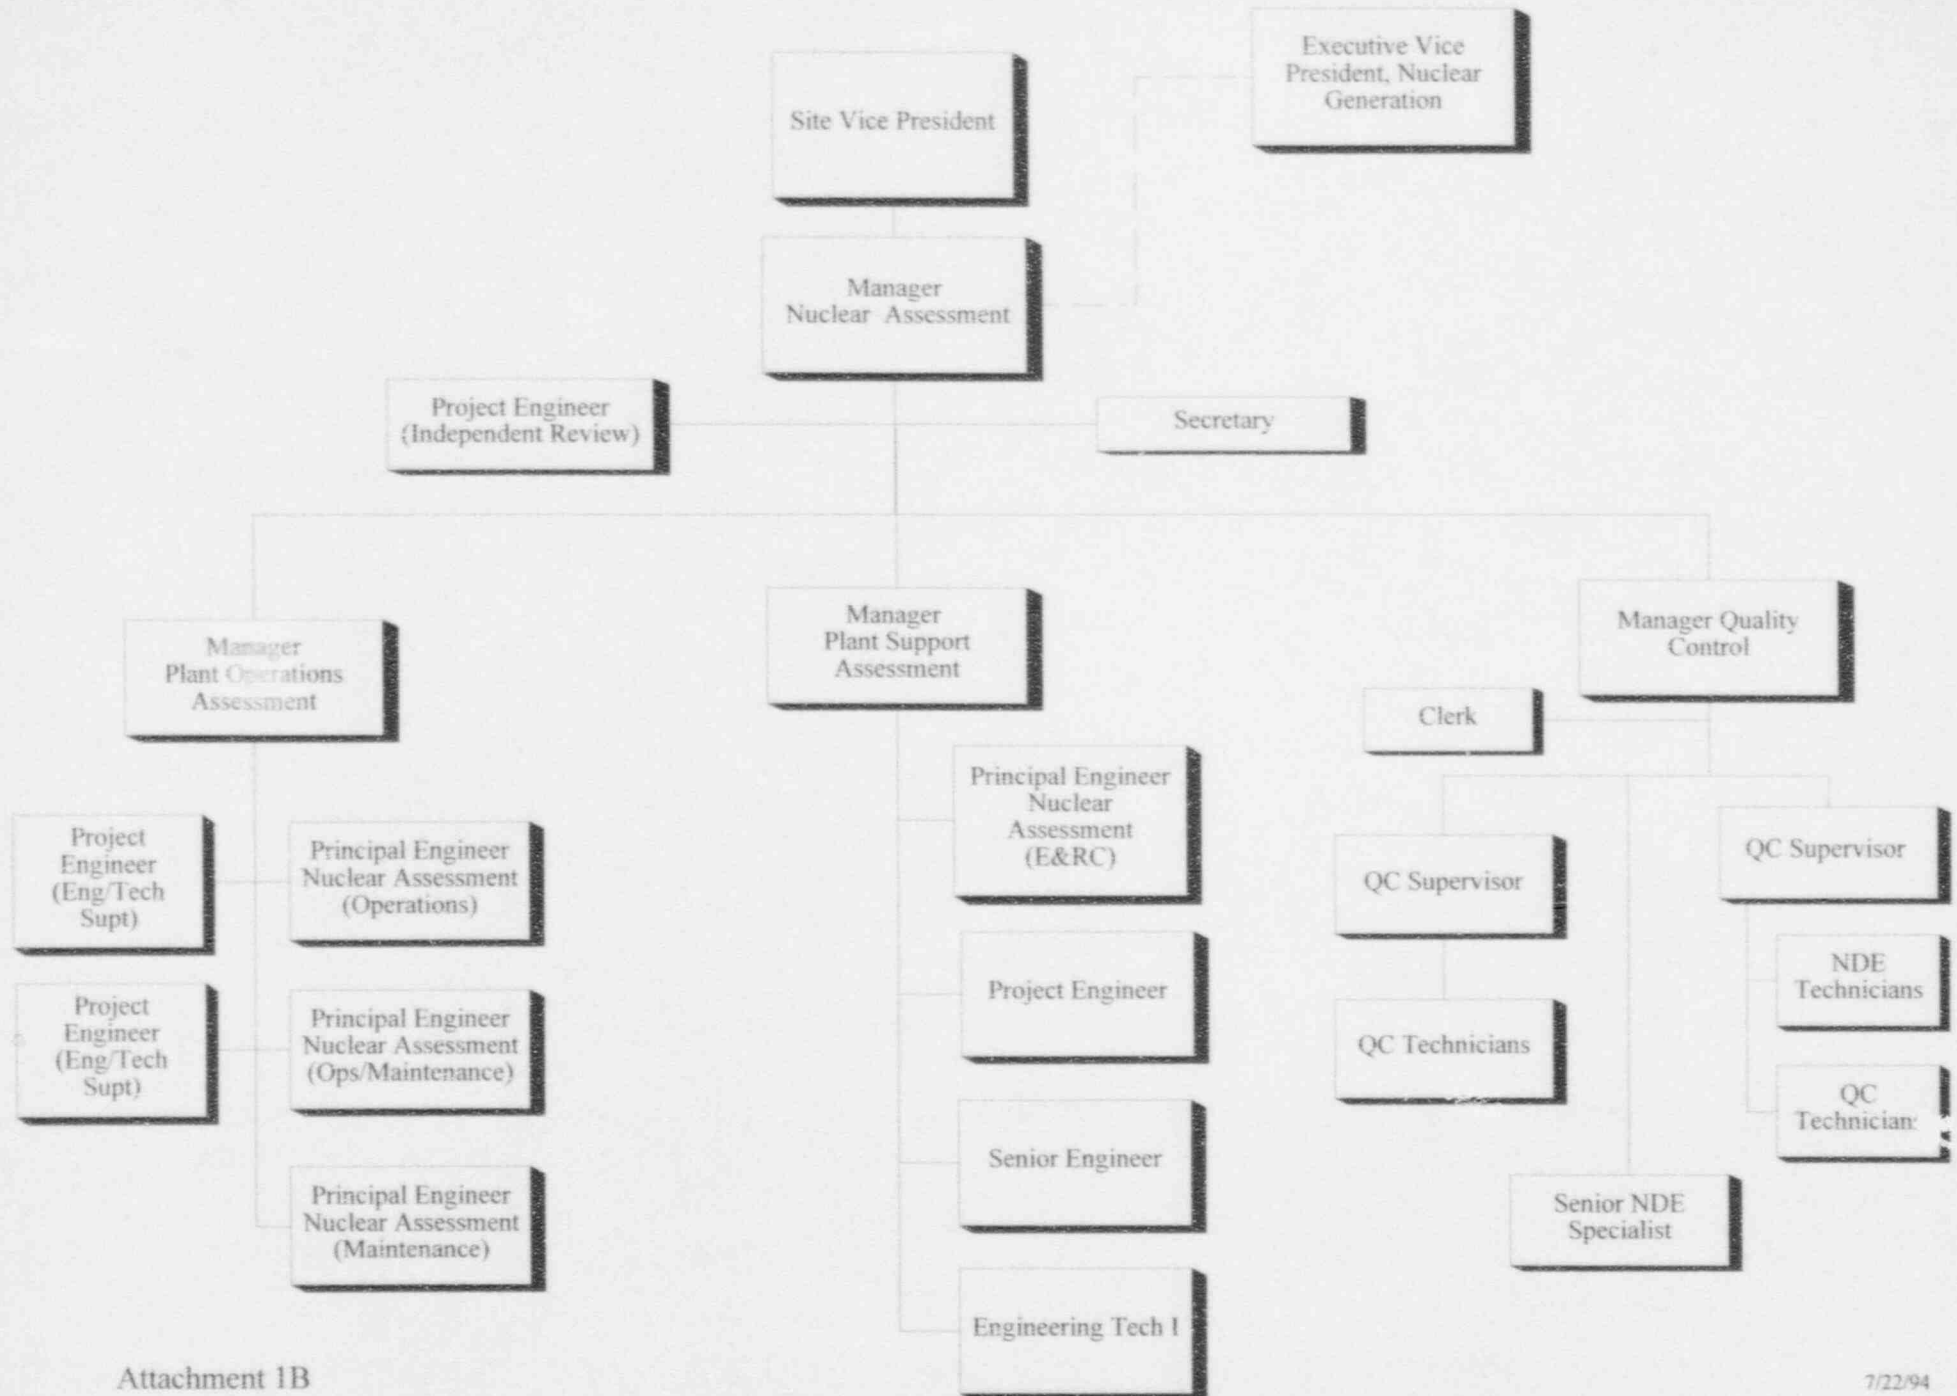 Executive Vice
President, Nuclear
Generation
Site Vice President
Manager
Nuclear Assessment
Project Engineer
(Independent Review)
Secretary
Manager
Plant Operations
Assessment
Manager
Plant Support
Assessment
Manager Quality
Control
Clerk
Project
Engineer
(Eng/Tech
Supt)
Principal Engineer
Nuclear Assessment
(Operations)
Project
Engineer
(Eng/Tech
Supt)
Principal Engineer
Nuclear Assessment
(Ops/Maintenance)
Principal Engineer
Nuclear Assessment
(Maintenance)
Principal Engineer
Nuclear
Assessment
(E&RC)
Project Engineer
Senior Engineer
Engineering Tech I
QC Supervisor
QC Technicians
QC Supervisor
NDE
Technicians
QC
Technicians
Senior NDE
Specialist
Attachment 1B
7/22/94